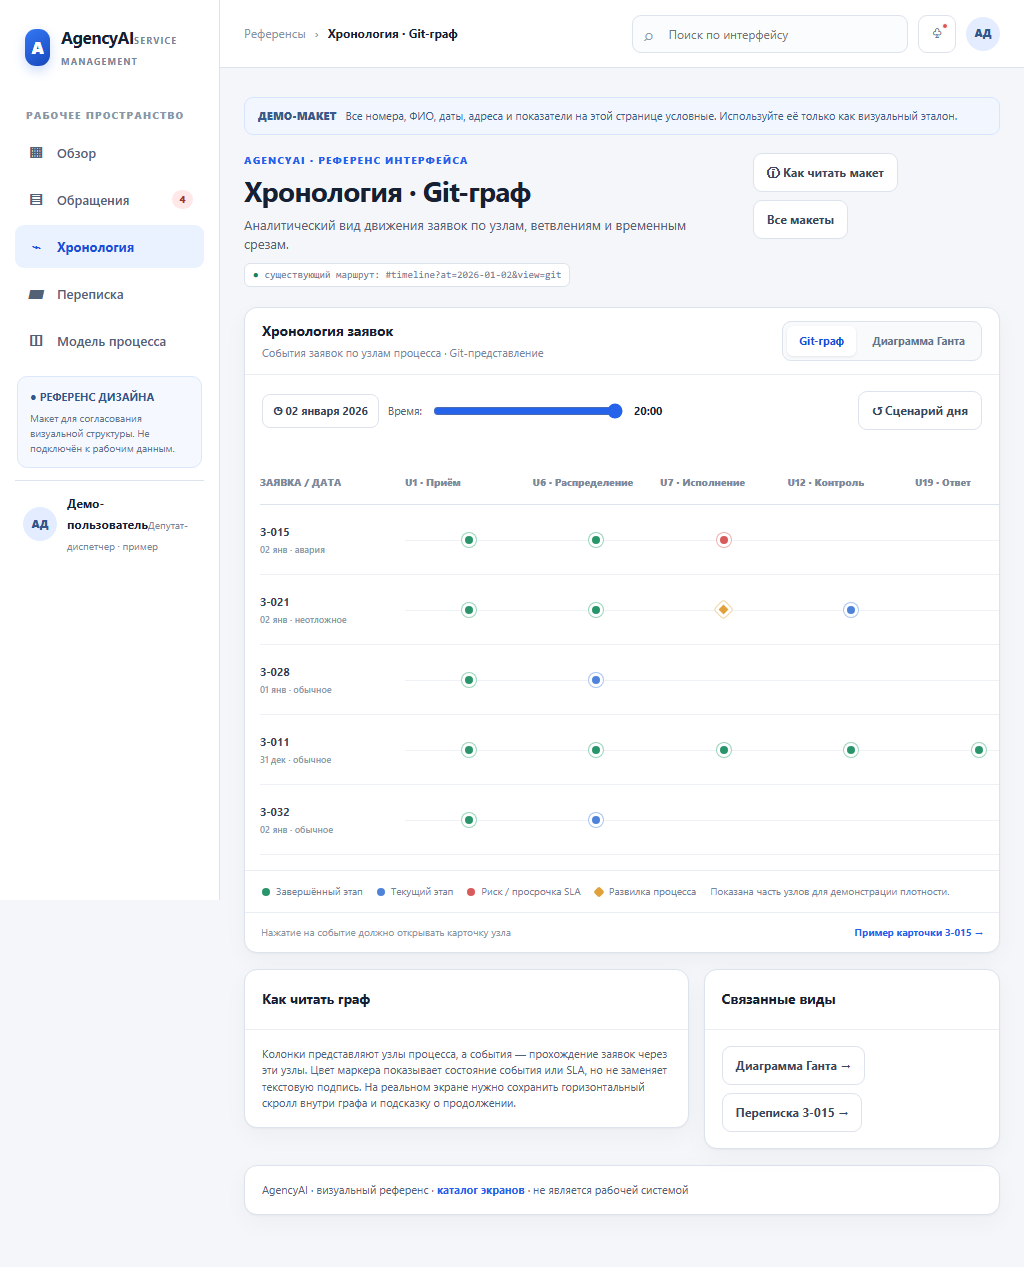 A
AgencyAISERVICE
MANAGEMENT
РАБОЧЕЕ ПРОСТРАНСТВО
Обзор
Обращения 4
Хронология
Переписка
Модель процесса
● РЕФЕРЕНС ДИЗАЙНА
Макет для согласования
визуальной структуры. Не
подключён к рабочим данным.
АД
Демо-
пользовательДепутат-
диспетчер · пример
Референсы › Хронология · Git-граф
Поиск по интерфейсу
АД
ДЕМО-МАКЕТ Все номера, ФИО, даты, адреса и показатели на этой странице условные. Используйте её только как визуальный эталон.
AGENCYAI · РЕФЕРЕНС ИНТЕРФЕЙСА
Хронология · Git-граф
Аналитический вид движения заявок по узлам, ветвлениям и временным
срезам.
● существующий маршрут: #timeline?at=2026-01-02&view=git
ⓘ Как читать макет
Все макеты
Хронология заявок
События заявок по узлам процесса · Git-представление
Git-граф Диаграмма Ганта
◷ 02 января 2026 Время: 20:00 ↺ Сценарий дня
ЗАЯВКА / ДАТА U1 · Приём U6 · Распределение U7 · Исполнение U12 · Контроль U19 · Ответ
З-015
02 янв · авария
З-021
02 янв · неотложное
З-028
01 янв · обычное
З-011
31 дек · обычное
З-032
02 янв · обычное
Завершённый этап Текущий этап Риск / просрочка SLA Развилка процесса Показана часть узлов для демонстрации плотности.
Нажатие на событие должно открывать карточку узла Пример карточки З-015 →
Как читать граф
Колонки представляют узлы процесса, а события — прохождение заявок через
эти узлы. Цвет маркера показывает состояние события или SLA, но не заменяет
текстовую подпись. На реальном экране нужно сохранить горизонтальный
скролл внутри графа и подсказку о продолжении.
Связанные виды
Диаграмма Ганта →
Переписка З-015 →
AgencyAI · визуальный референс · каталог экранов · не является рабочей системой